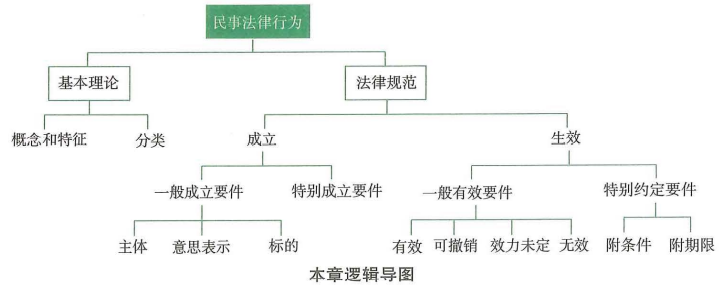 民事法律行为
基本理论 法律规范
概念和特征 分类 成立 生效
一般成立要件 特别成立要件 一般有效要件 特别约定要件
主体 意思表示 标的 有效 可撤销 效力未定 无效 附条件 附期限
本章逻辑导图